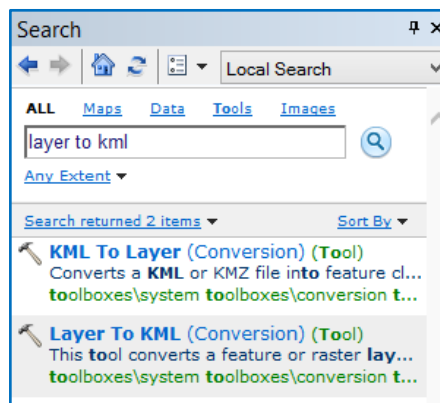 Search
Local Search
ALL Maps Data Tools Images
layer to kml
Any Extent
Search returned 2 items Sort By
KML To Layer (Conversion) (Tool)
Converts a KML or KMZ file into feature cl...
toolboxes\system toolboxes\conversion t...
Layer To KML (Conversion) (Tool)
This tool converts a feature or raster lay...
toolboxes\system toolboxes\conversion t...